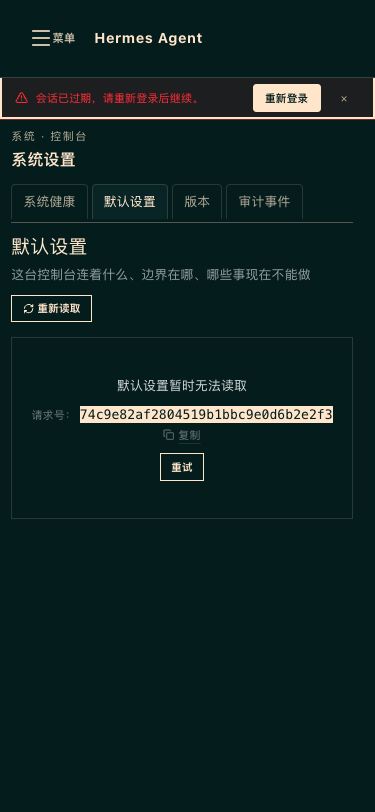 菜单 Hermes Agent
会话已过期，请重新登录后继续。 重新登录 ×
系统 · 控制台
系统设置
系统健康 默认设置 版本 审计事件
默认设置
这台控制台连着什么、边界在哪、哪些事现在不能做
重新读取
默认设置暂时无法读取
请求号： 74c9e82af2804519b1bbc9e0d6b2e2f3
复制
重试